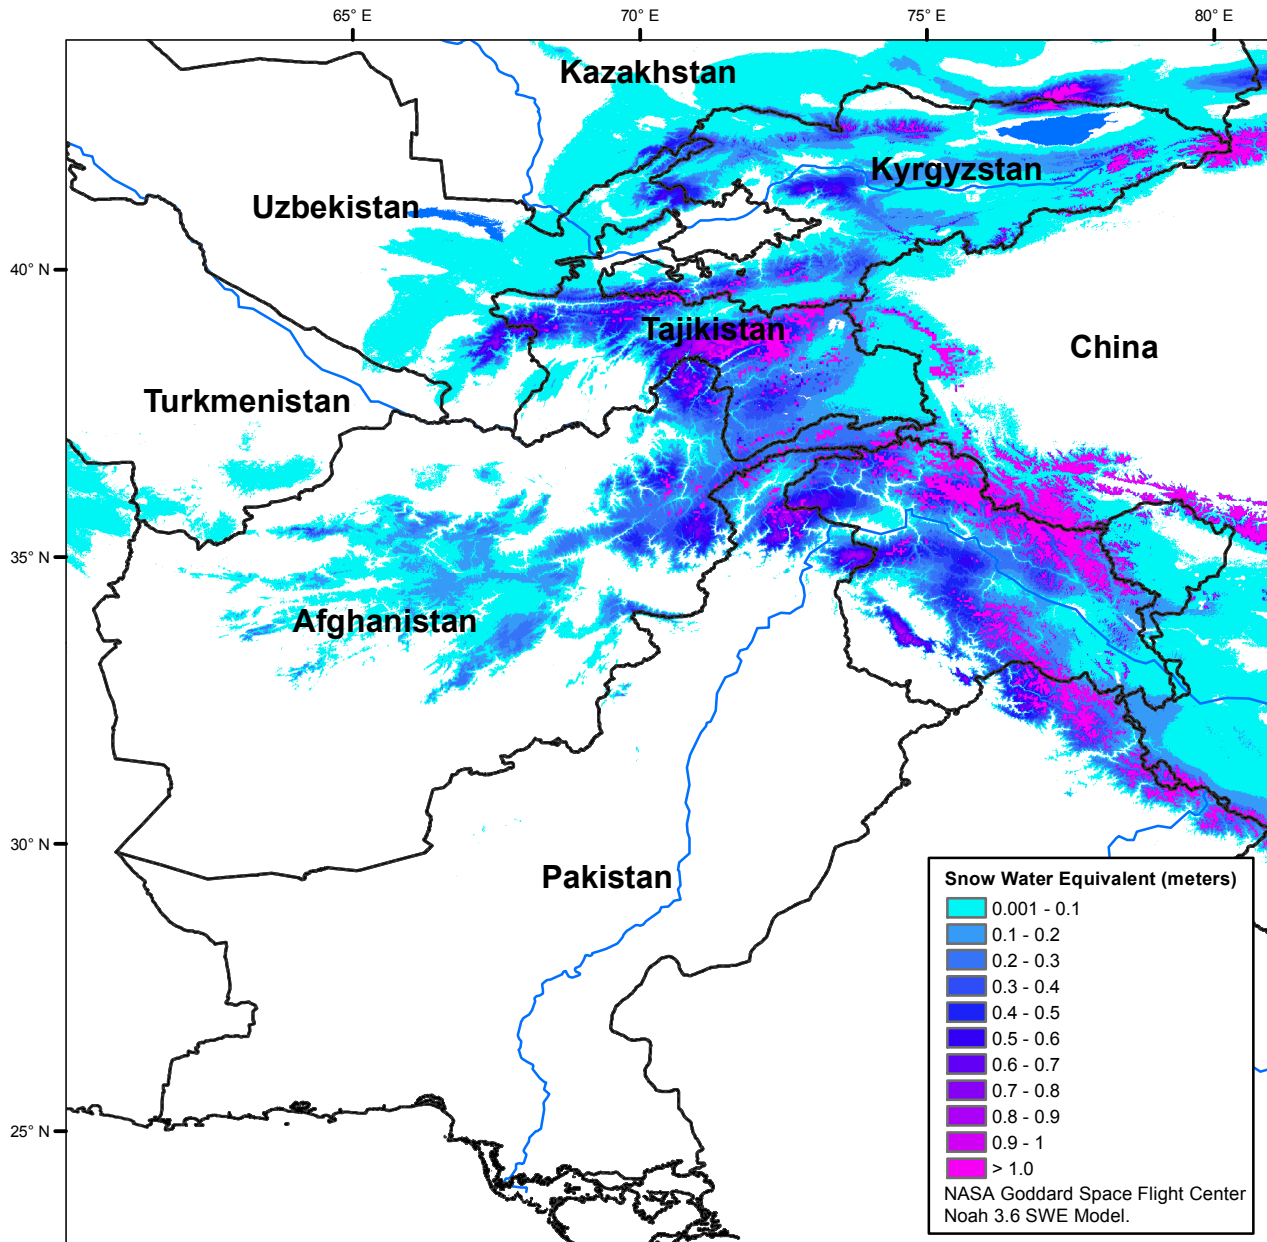 65° E
70° E
75° E
80° E
Kazakhstan
Kyrgyzstan
Uzbekistan
40° N
Tajikistan
China
Turkmenistan
35° N
Afghanistan
30° N
Pakistan
25° N
Snow Water Equivalent (meters)
0.001 - 0.1
0.1 - 0.2
0.2 - 0.3
0.3 - 0.4
0.4 - 0.5
0.5 - 0.6
0.6 - 0.7
0.7 - 0.8
0.8 - 0.9
0.9 - 1
> 1.0
NASA Goddard Space Flight Center
Noah 3.6 SWE Model.